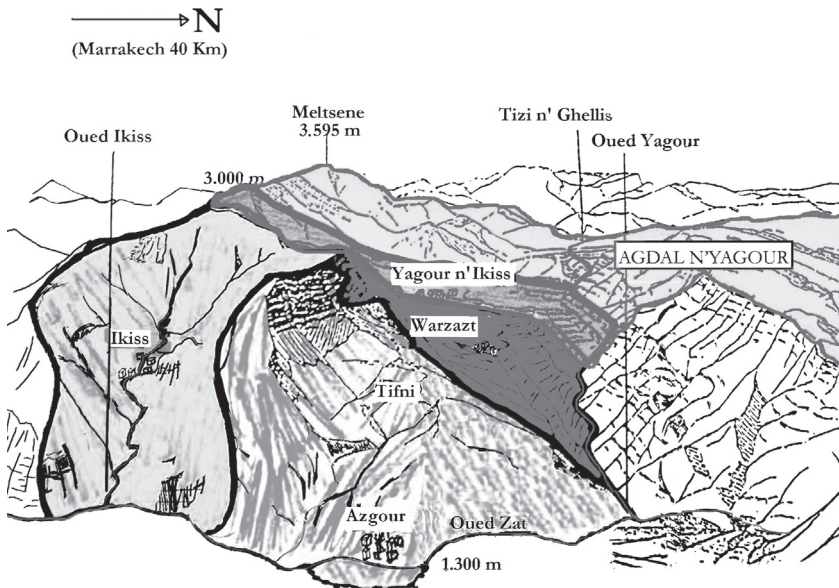 N
(Marrakech 40 Km)
Meltsene
3.595 m
Tizi n' Ghellis
Oued Ikiss
Oued Yagour
3.000 m
AGDAL N'YAGOUR
Yagour n'Ikiss
Ikiss
Warzazt
Tifni
Azgour
Oued Zat
1.300 m